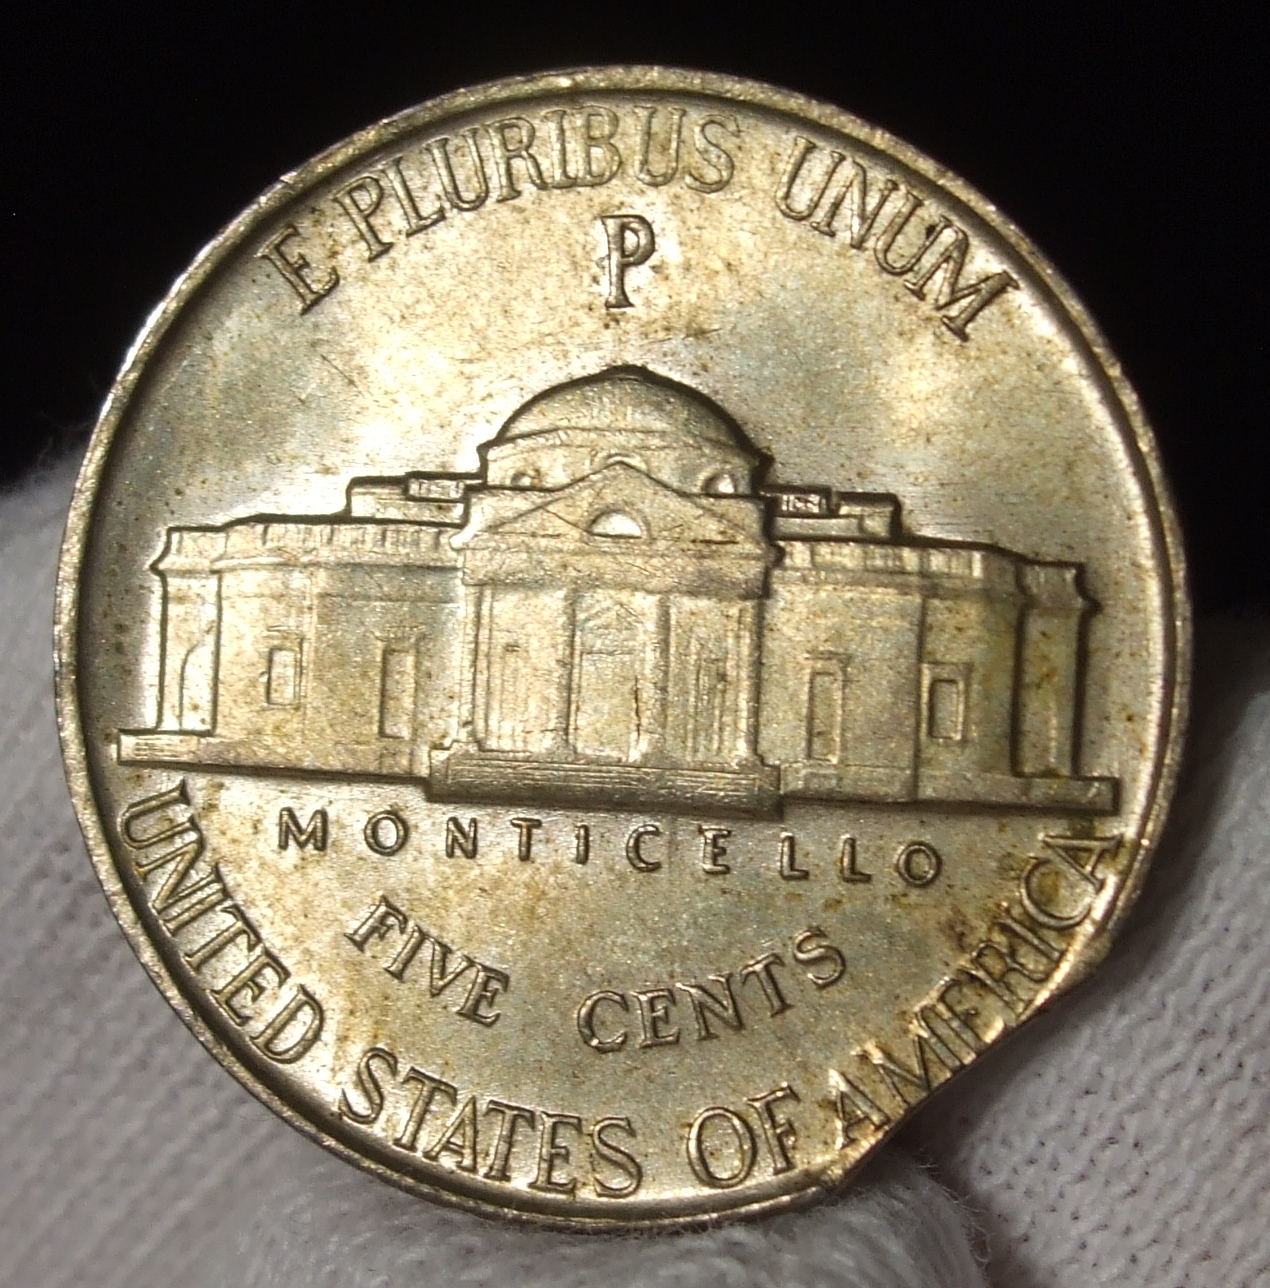 E PLURIBUS UNUM
P
MONTICELLO
FIVE CENTS
UNITED STATES OF AMERICA